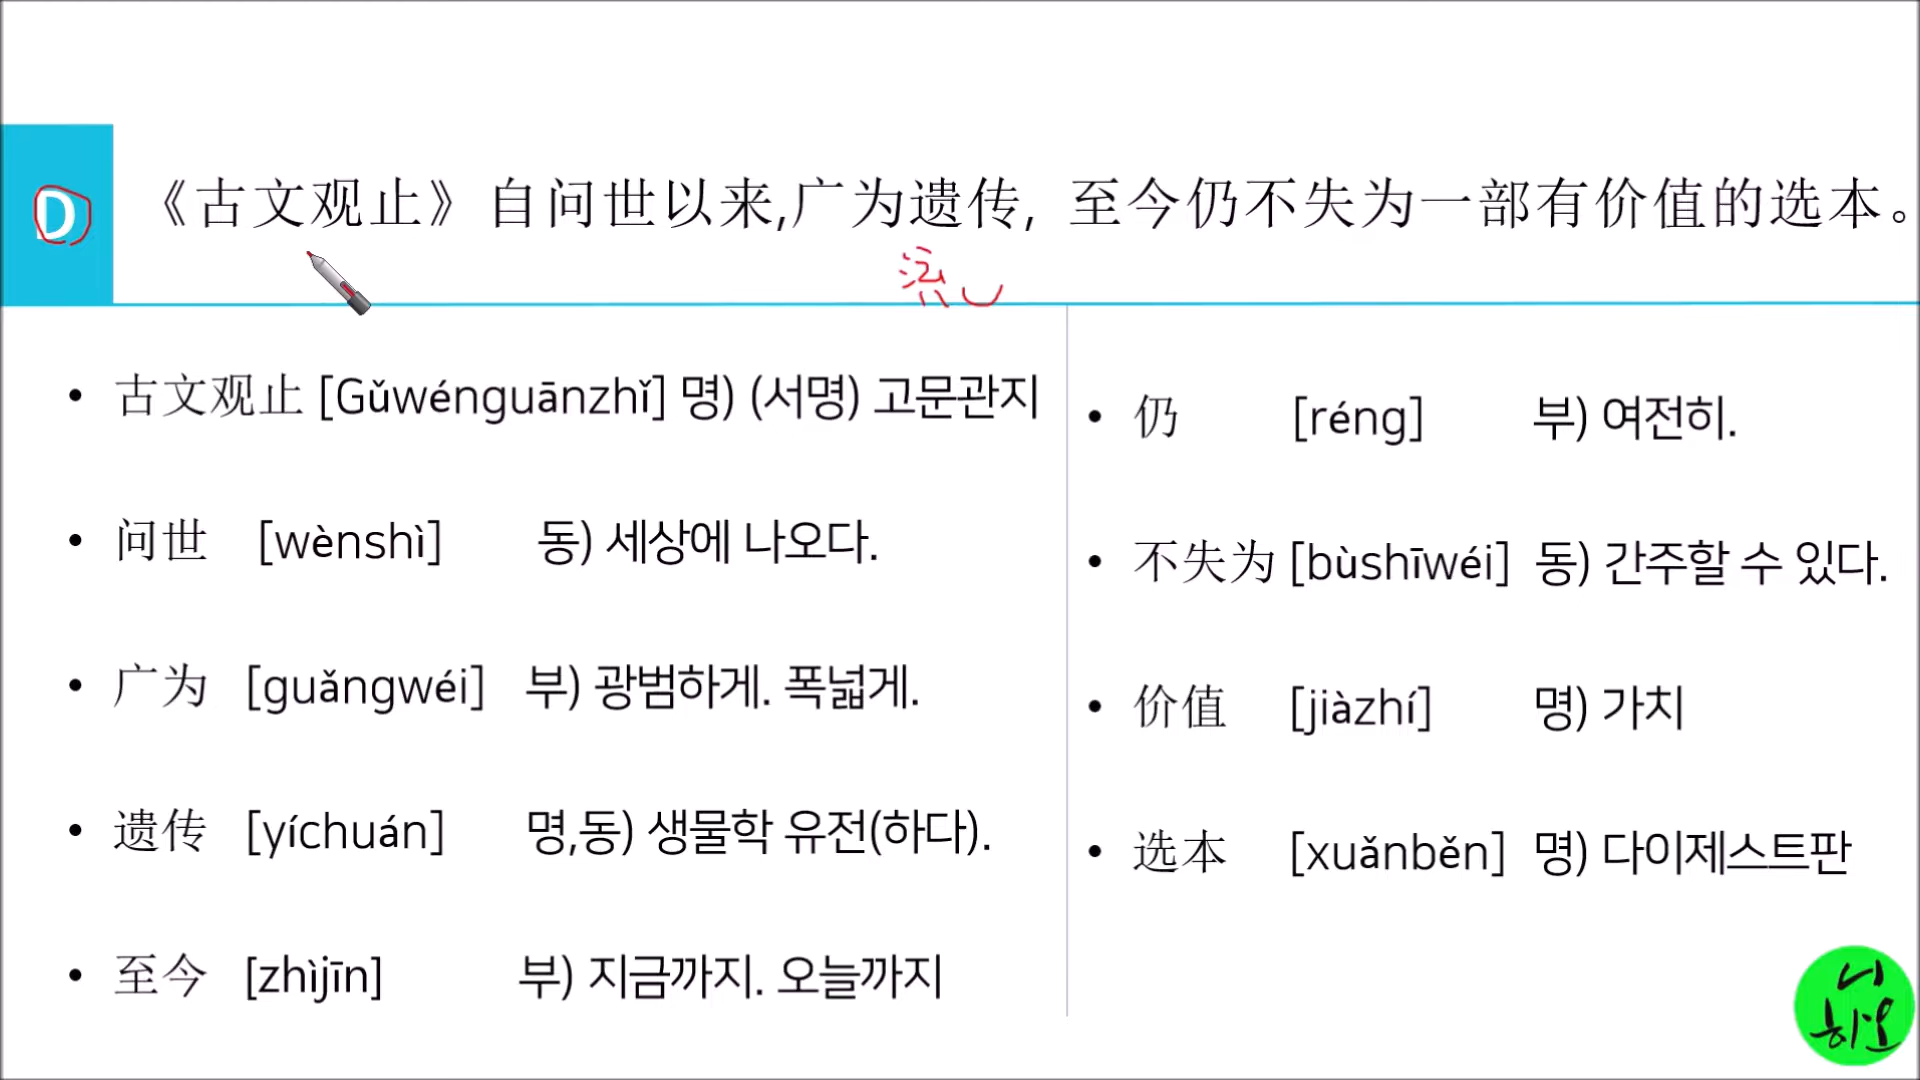 D
《古文观止》自问世以来,广为遗传, 至今仍不失为一部有价值的选本。
流
• 古文观止 [Gǔwénguānzhǐ] 명) (서명) 고문관지
• 问世 [wènshì] 동) 세상에 나오다.
• 广为 [guǎngwéi] 부) 광범하게. 폭넓게.
• 遗传 [yíchuán] 명,동) 생물학 유전(하다).
• 至今 [zhìjīn] 부) 지금까지. 오늘까지
• 仍 [réng] 부) 여전히.
• 不失为 [bùshīwéi] 동) 간주할 수 있다.
• 价值 [jiàzhí] 명) 가치
• 选本 [xuǎnběn] 명) 다이제스트판
니
하오